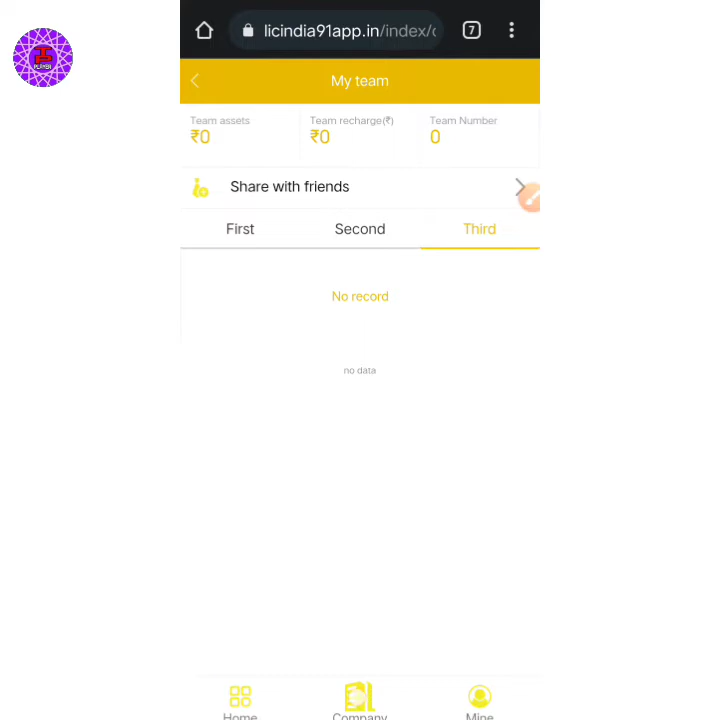 licindia91app.in/index/
7
My team
Team assets
Team recharge(₹)
Team Number
₹0
₹0
0
Share with friends
First
Second
Third
No record
no data
Home
Company
Mine
PLAYER